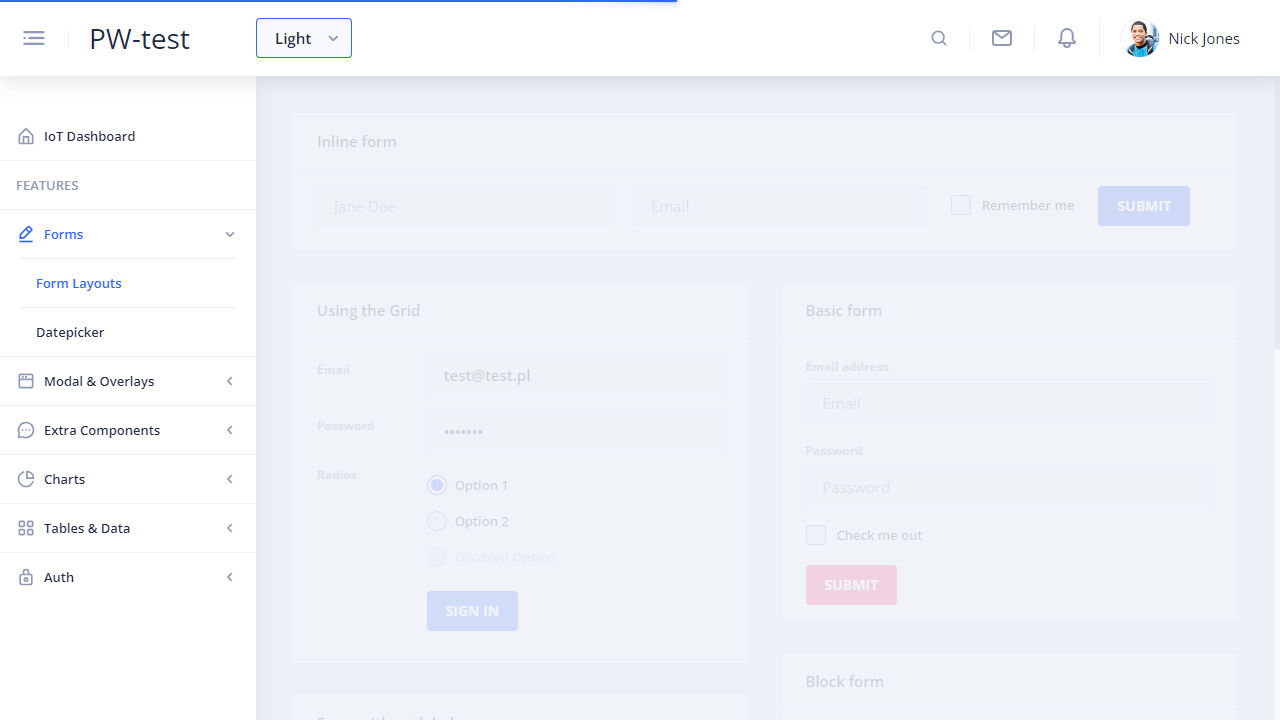 PW-test
Light
Nick Jones
IoT Dashboard
FEATURES
Forms
Form Layouts
Datepicker
Modal & Overlays
Extra Components
Charts
Tables & Data
Auth
Inline form
Jane Doe
Email
Remember me
SUBMIT
Using the Grid
Email
test@test.pl
Password
•••••••
Radios
Option 1
Option 2
Disabled Option
SIGN IN
Basic form
Email address
Email
Password
Password
Check me out
SUBMIT
Block form